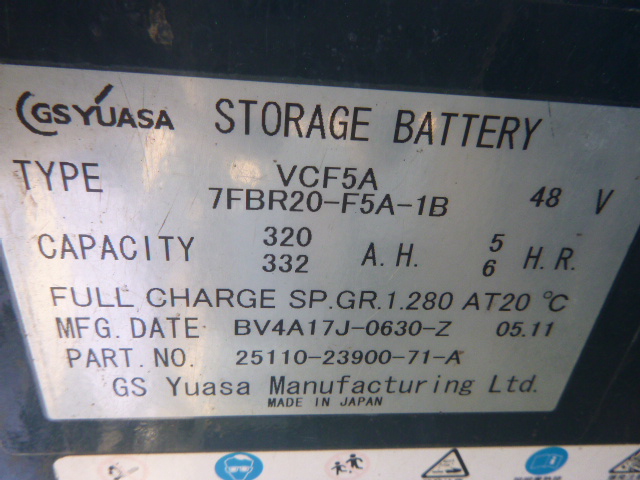 GS YUASA STORAGE BATTERY
TYPE VCF5A
7FBR20-F5A-1B 48 V
CAPACITY 320 A.H. 5 H.R.
332 6
FULL CHARGE SP.GR.1.280 AT20 ℃
MFG.DATE BV4A17J-0630-Z 05.11
PART.NO. 25110-23900-71-A
GS Yuasa Manufacturing Ltd.
MADE IN JAPAN